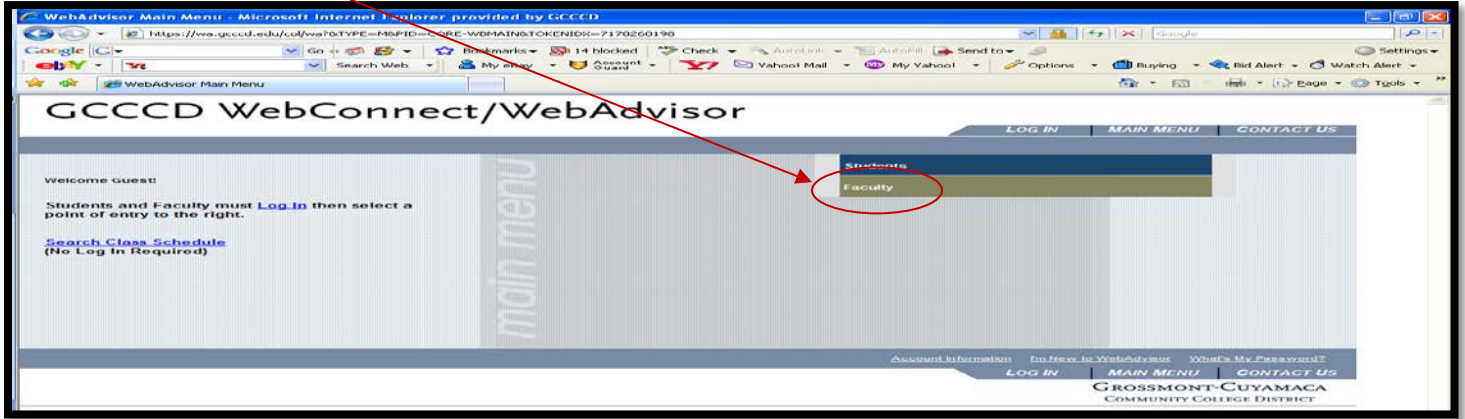 WebAdvisor Main Menu - Microsoft Internet Explorer provided by GCCCD
https://wa.gcccd.edu/col/wa?&TYPE=M&PID=CORE-WBMAIN&TOKENIDX=7170260190
Google
Google G Go Bookmarks 14 blocked Check AutoLink AutoFill Send to Settings
ebY Search Web My eBay Account Guard Y7 Yahoo! Mail My Yahoo! Options Buying Bid Alert Watch Alert
WebAdvisor Main Menu Page Tools
GCCCD WebConnect/WebAdvisor
LOG IN MAIN MENU CONTACT US
Students
Faculty
Welcome Guest!
Students and Faculty must Log In then select a
point of entry to the right.
Search Class Schedule
(No Log In Required)
main menu
Account Information I'm New to WebAdvisor What's My Password?
LOG IN MAIN MENU CONTACT US
GROSSMONT-CUYAMACA
COMMUNITY COLLEGE DISTRICT